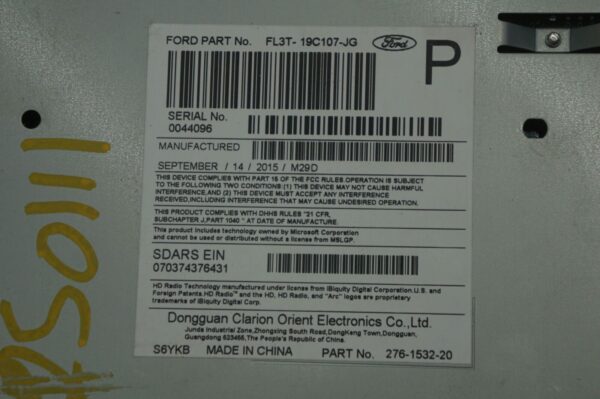 FORD PART No. FL3T- 19C107-JG Ford
P
SERIAL No.
0044096
MANUFACTURED
SEPTEMBER / 14 / 2015 / M29D
THIS DEVICE COMPLIES WITH PART 15 OF THE FCC RULES.OPERATION IS SUBJECT
TO THE FOLLOWING TWO CONDITIONS:(1) THIS DEVICE MAY NOT CAUSE HARMFUL
INTERFERENCE,AND(2) THIS DEVICE MUST ACCEPT ANY INTERFERENCE
RECEIVED,INCLUDING INTERFERENCE THAT MAY CAUSE UNDESIRED OPERATION.
THIS PRODUCT COMPLIES WITH DHHS RULES "21 CFR,
SUBCHAPTER J,PART 1040 " AT DATE OF MANUFACTURE.
This Product includes technology owned by Microsoft Corporation
and cannot be used or distributed without a license from MSLGP.
SDARS EIN
070374376431
HD Radio Technology manufactured under license from iBiquity Digital Corporation.U.S. and
Foreign Patents.HD Radio™ and the HD, HD Radio, and "Arc" logos are proprietary
trademarks of iBiquity Digital Corp.
Dongguan Clarion Orient Electronics Co.,Ltd.
Junda Industrial Zone,Zhongxing South Road,DongKeng Town,Dongguan,
Guangdong 523455,The People's Republic of China.
S6YKB MADE IN CHINA PART No. 276-1532-20